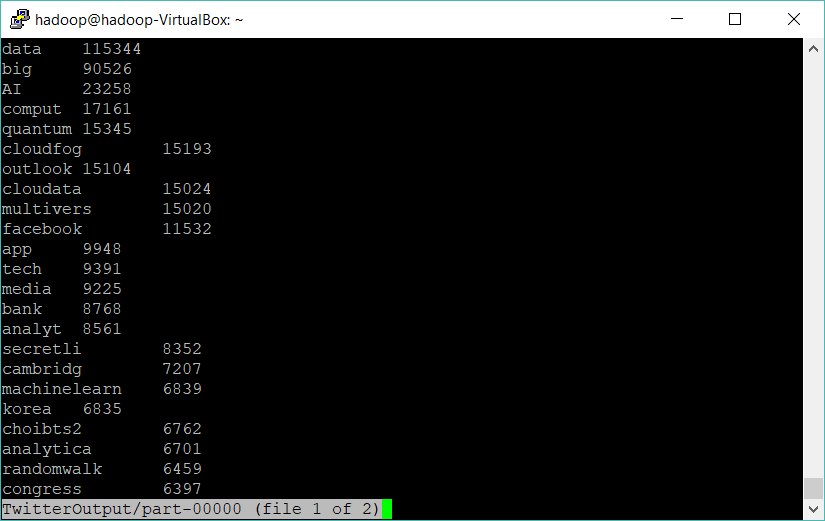 hadoop@hadoop-VirtualBox: ~
data 115344
big 90526
AI 23258
comput 17161
quantum 15345
cloudfog 15193
outlook 15104
cloudata 15024
multivers 15020
facebook 11532
app 9948
tech 9391
media 9225
bank 8768
analyt 8561
secretli 8352
cambridg 7207
machinelearn 6839
korea 6835
choibts2 6762
analytica 6701
randomwalk 6459
congress 6397
TwitterOutput/part-00000 (file 1 of 2)